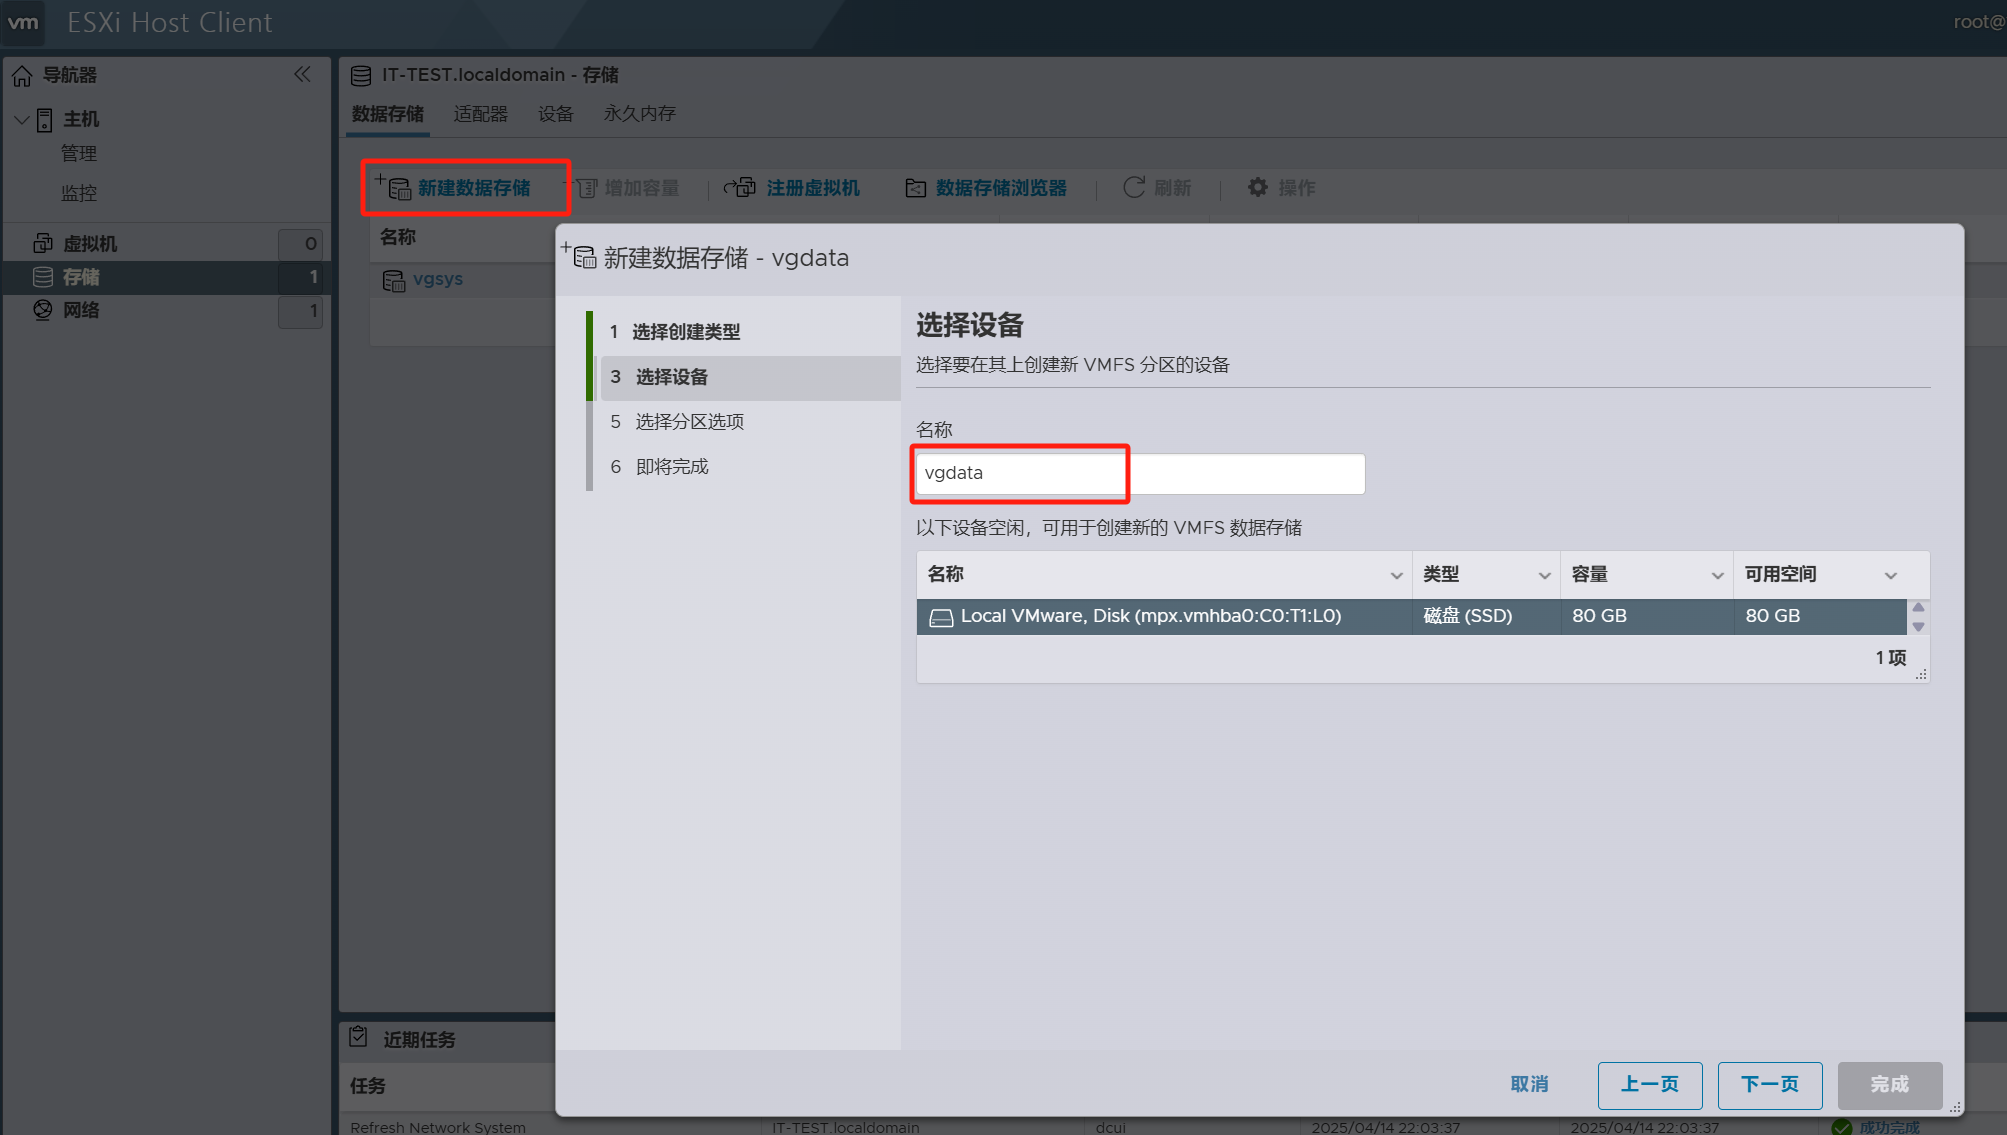 vm ESXi Host Client root@
导航器
主机
管理
监控
虚拟机 0
存储 1
网络 1
IT-TEST.localdomain - 存储
数据存储 适配器 设备 永久内存
新建数据存储 增加容量 注册虚拟机 数据存储浏览器 刷新 操作
名称
vgsys
新建数据存储 - vgdata
1 选择创建类型
3 选择设备
5 选择分区选项
6 即将完成
选择设备
选择要在其上创建新 VMFS 分区的设备
名称
vgdata
以下设备空闲，可用于创建新的 VMFS 数据存储
名称 类型 容量 可用空间
Local VMware, Disk (mpx.vmhba0:C0:T1:L0) 磁盘 (SSD) 80 GB 80 GB
1 项
取消 上一页 下一页 完成
近期任务
任务
Refresh Network System IT-TEST.localdomain dcui 2025/04/14 22:03:37 2025/04/14 22:03:37 成功完成